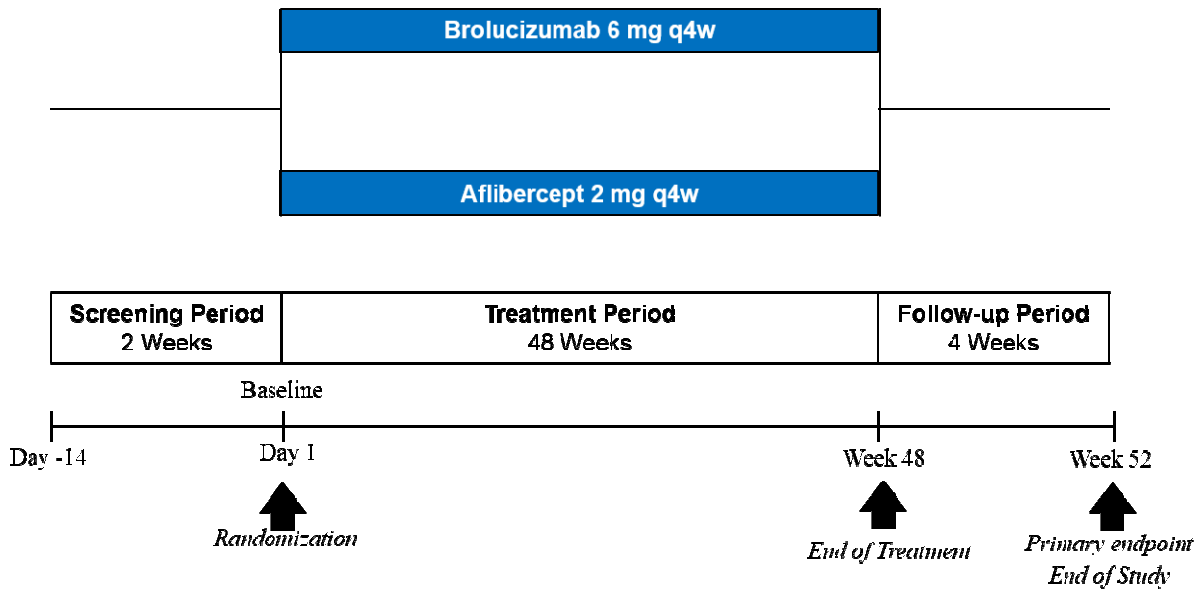 Brolucizumab 6 mg q4w
Aflibercept 2 mg q4w
Screening Period
2 Weeks
Treatment Period
48 Weeks
Follow-up Period
4 Weeks
Baseline
Day -14
Day 1
Week 48
Week 52
Randomization
End of Treatment
Primary endpoint
End of Study